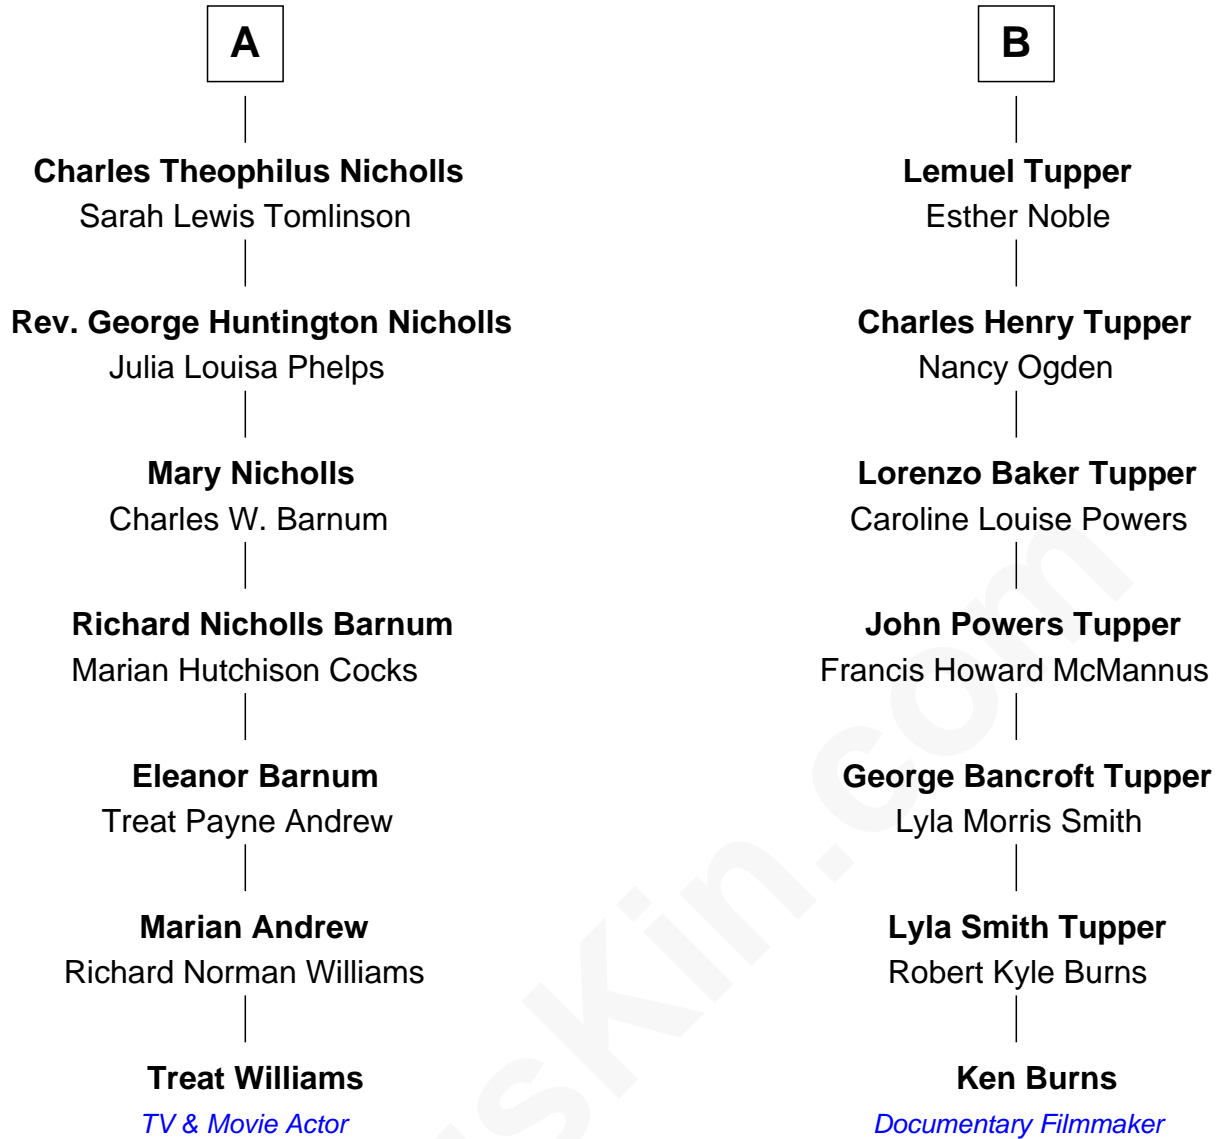 A
Charles Theophilus Nicholls
Sarah Lewis Tomlinson
Rev. George Huntington Nicholls
Julia Louisa Phelps
Mary Nicholls
Charles W. Barnum
Richard Nicholls Barnum
Marian Hutchison Cocks
Eleanor Barnum
Treat Payne Andrew
Marian Andrew
Richard Norman Williams
Treat Williams
TV & Movie Actor
B
Lemuel Tupper
Esther Noble
Charles Henry Tupper
Nancy Ogden
Lorenzo Baker Tupper
Caroline Louise Powers
John Powers Tupper
Francis Howard McMannus
George Bancroft Tupper
Lyla Morris Smith
Lyla Smith Tupper
Robert Kyle Burns
Ken Burns
Documentary Filmmaker
usKin.com